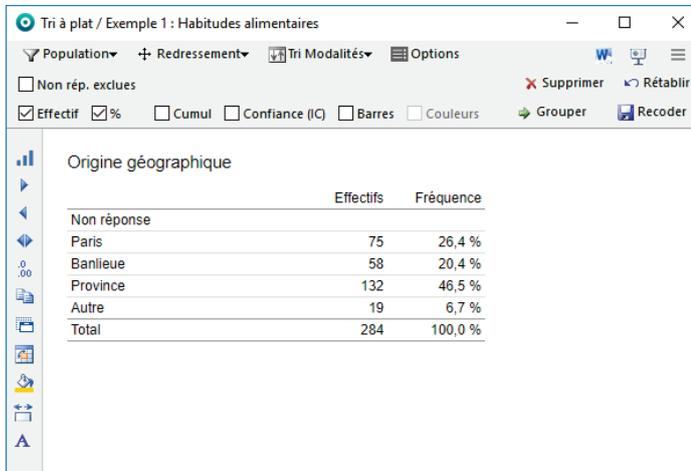 Tri à plat / Exemple 1 : Habitudes alimentaires
Population Redressement Tri Modalités Options
Non rép. exclues Supprimer Rétablir
Effectif % Cumul Confiance (IC) Barres Couleurs Grouper Recoder
Origine géographique
Effectifs Fréquence
Non réponse
Paris 75 26,4 %
Banlieue 58 20,4 %
Province 132 46,5 %
Autre 19 6,7 %
Total 284 100,0 %
,0
,00
A